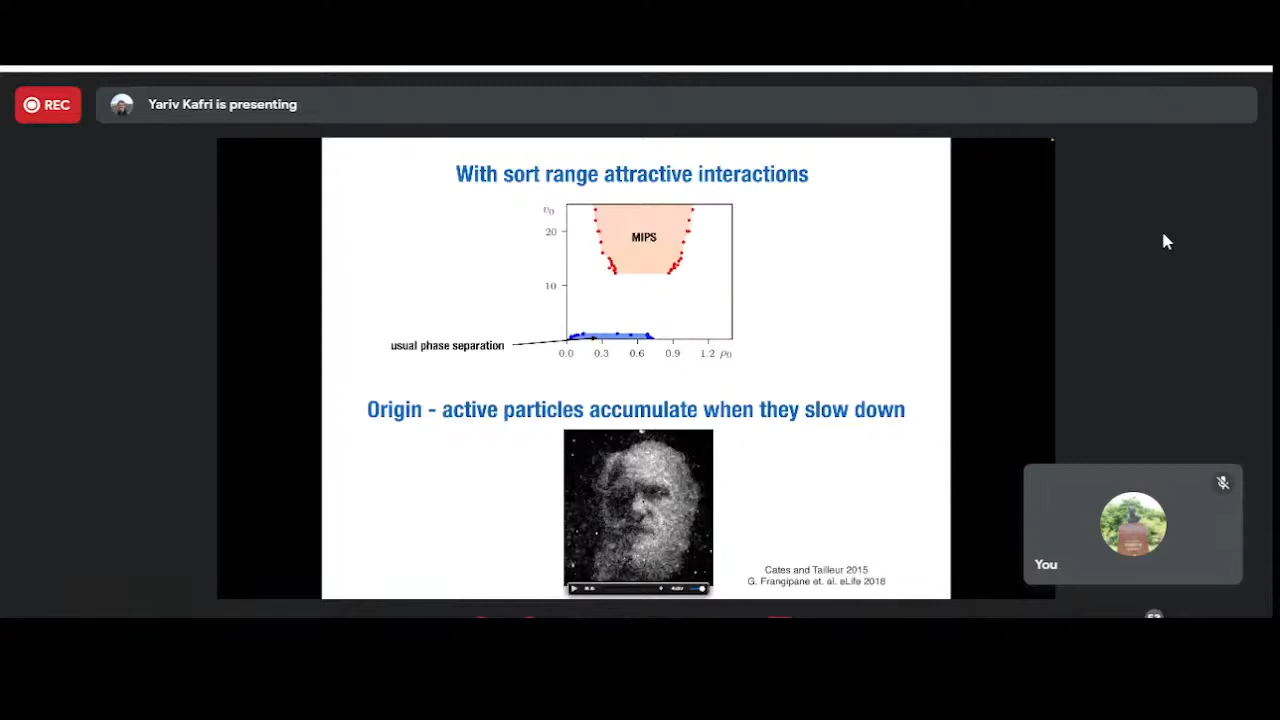 REC
Yariv Kafri is presenting
With sort range attractive interactions
v0
20
MIPS
10
usual phase separation
0.0 0.3 0.6 0.9 1.2 ρ0
Origin - active particles accumulate when they slow down
Cates and Tailleur 2015
G. Frangipane et. al. eLife 2018
You